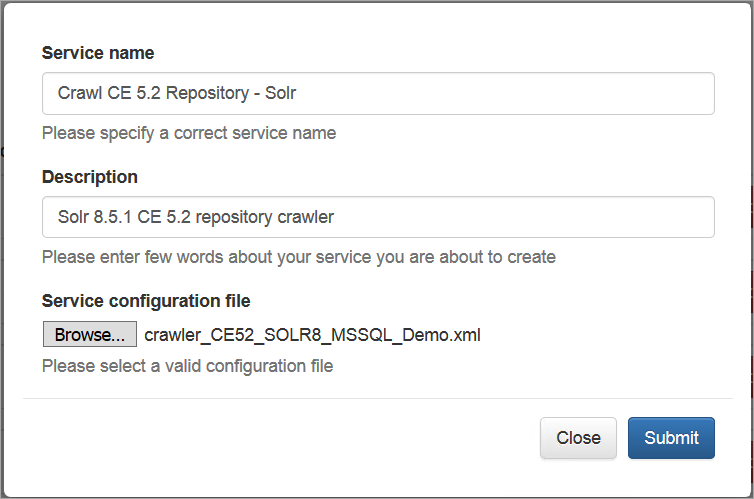 Service name
Crawl CE 5.2 Repository - Solr
Please specify a correct service name
Description
Solr 8.5.1 CE 5.2 repository crawler
Please enter few words about your service you are about to create
Service configuration file
Browse... crawler_CE52_SOLR8_MSSQL_Demo.xml
Please select a valid configuration file
Close Submit